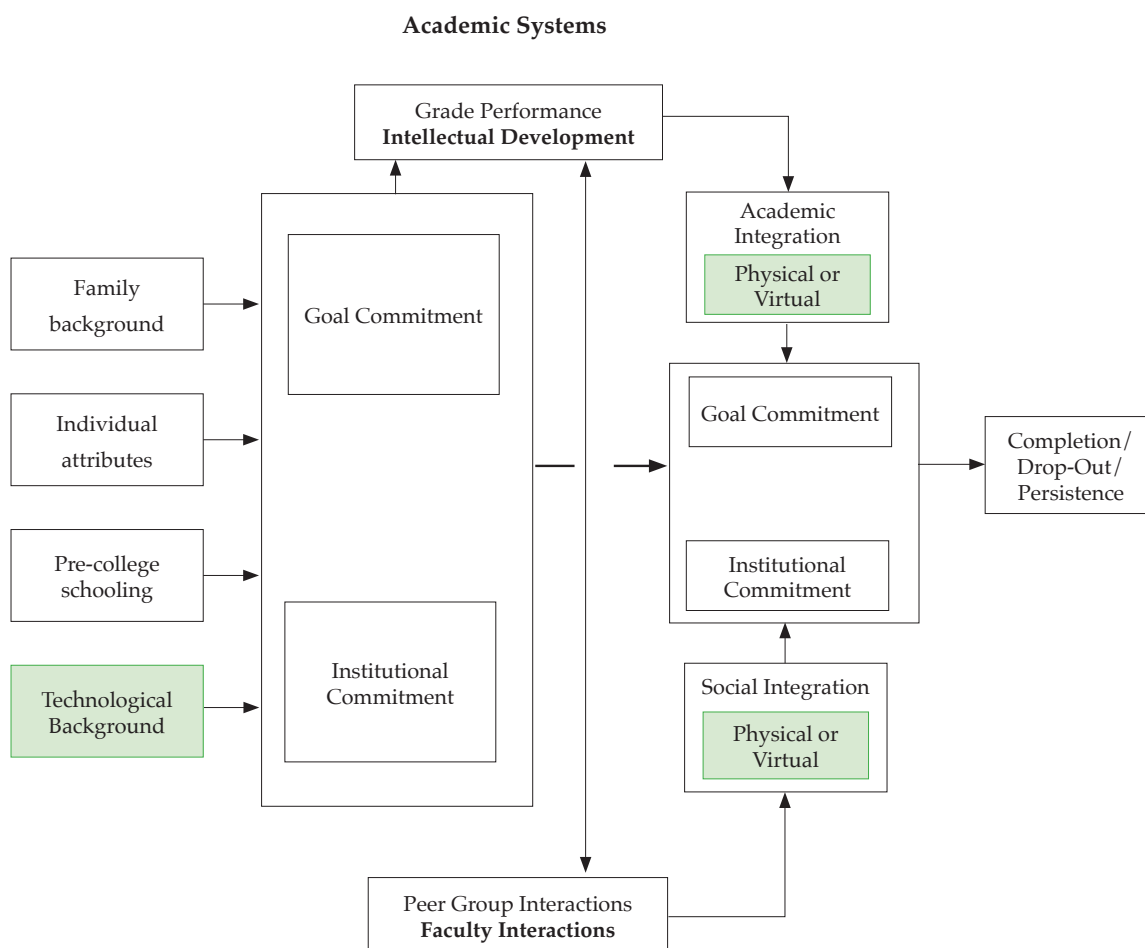 Academic Systems
Grade Performance
Intellectual Development
Academic
Integration
Physical or
Virtual
Family
background
Goal Commitment
Individual
attributes
Goal Commitment
Completion/
Drop-Out/
Persistence
Pre-college
schooling
Institutional
Commitment
Technological
Background
Institutional
Commitment
Social Integration
Physical or
Virtual
Peer Group Interactions
Faculty Interactions